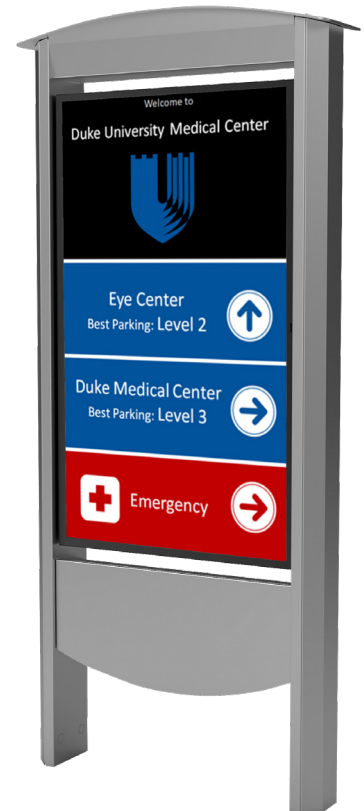 Welcome to
Duke University Medical Center
Eye Center
Best Parking: Level 2
Duke Medical Center
Best Parking: Level 3
Emergency